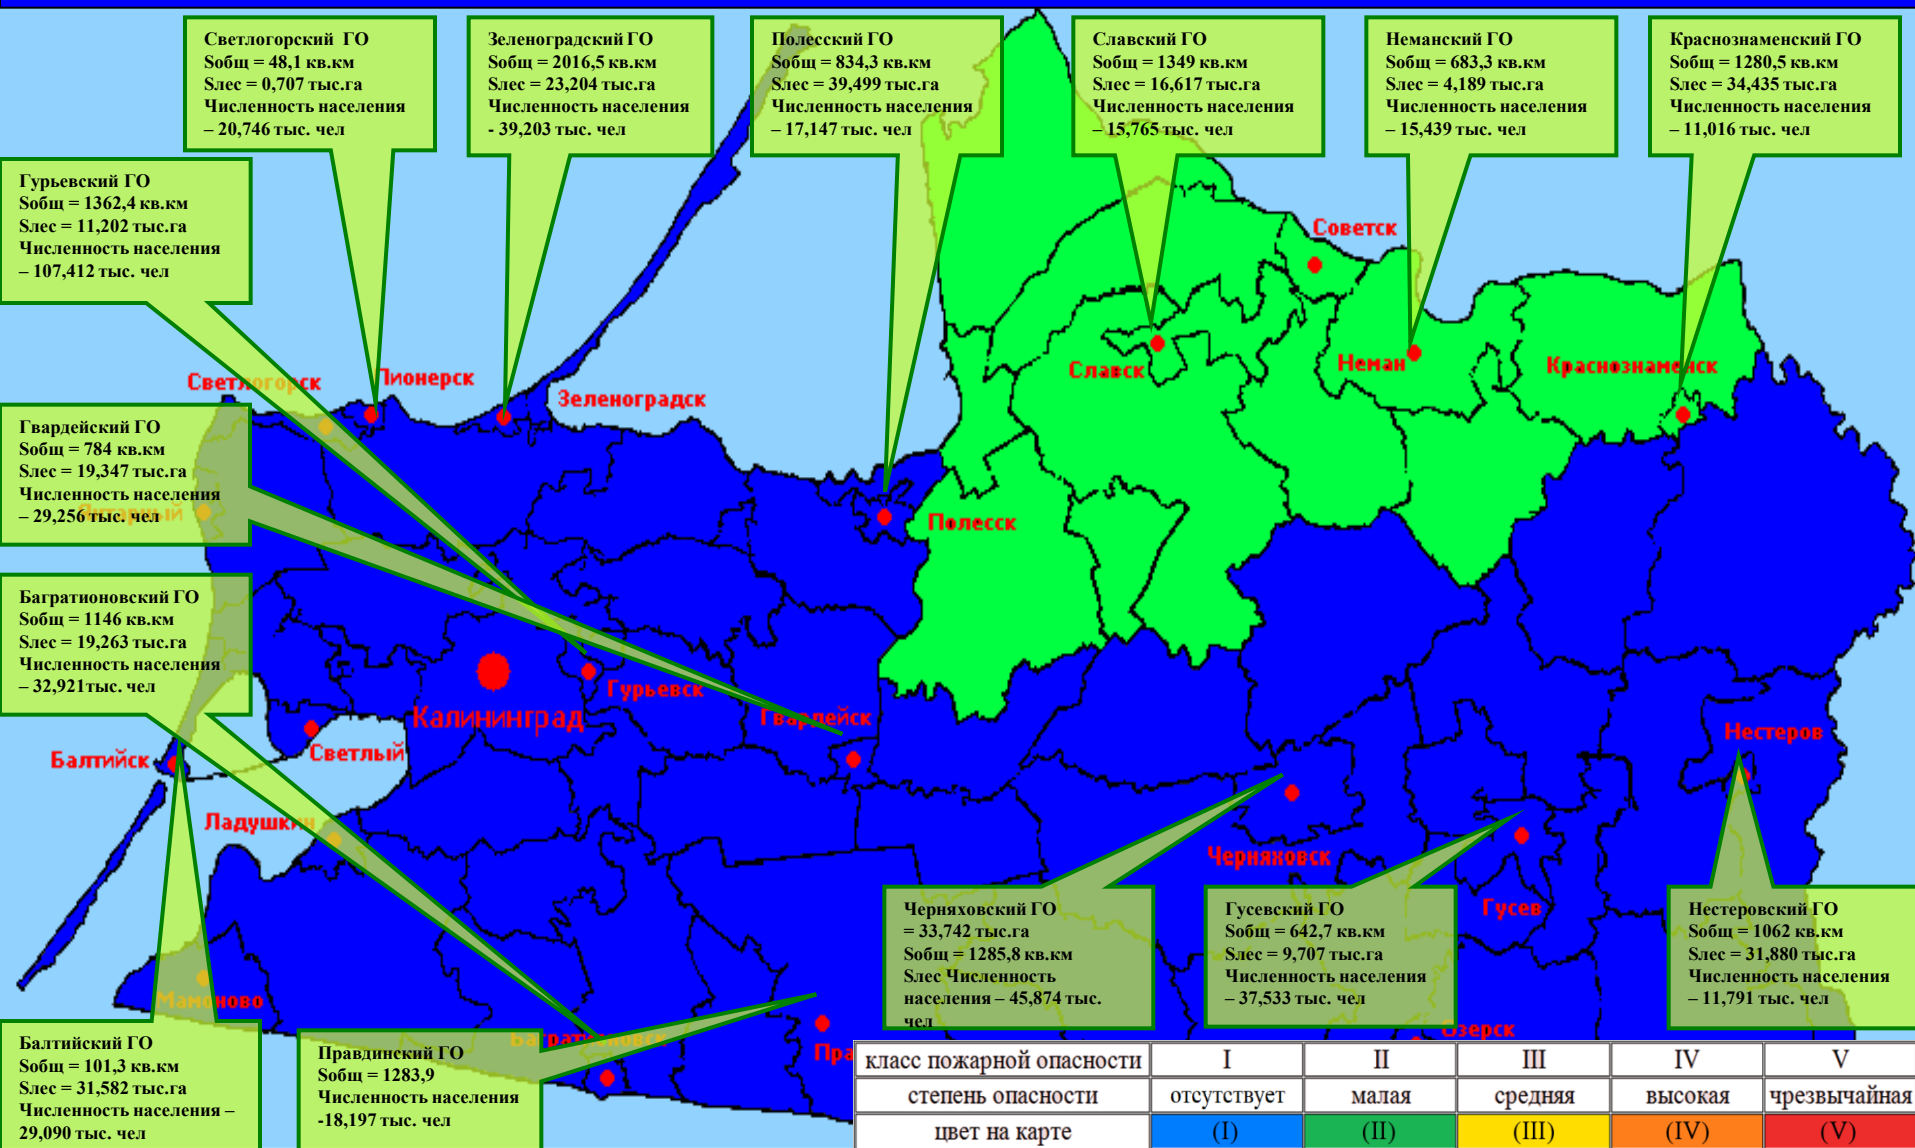 Светлогорский ГО
Sобщ = 48,1 кв.км
Sлес = 0,707 тыс.га
Численность населения
– 20,746 тыс. чел
Зеленоградский ГО
Sобщ = 2016,5 кв.км
Sлес = 23,204 тыс.га
Численность населения
- 39,203 тыс. чел
Полесский ГО
Sобщ = 834,3 кв.км
Sлес = 39,499 тыс.га
Численность населения
– 17,147 тыс. чел
Славский ГО
Sобщ = 1349 кв.км
Sлес = 16,617 тыс.га
Численность населения
– 15,765 тыс. чел
Неманский ГО
Sобщ = 683,3 кв.км
Sлес = 4,189 тыс.га
Численность населения
– 15,439 тыс. чел
Краснознаменский ГО
Sобщ = 1280,5 кв.км
Sлес = 34,435 тыс.га
Численность населения
– 11,016 тыс. чел
Гурьевский ГО
Sобщ = 1362,4 кв.км
Sлес = 11,202 тыс.га
Численность населения
– 107,412 тыс. чел
Советск
Славск
Неман
Краснознаменск
Светлогорск
Пионерск
Зеленоградск
Гвардейский ГО
Sобщ = 784 кв.км
Sлес = 19,347 тыс.га
Численность населения
– 29,256 тыс. чел
Янтарный
Полесск
Багратионовский ГО
Sобщ = 1146 кв.км
Sлес = 19,263 тыс.га
Численность населения
– 32,921тыс. чел
Гурьевск
Калининград
Гвардейск
Нестеров
Балтийск
Светлый
Ладушкин
Черняховск
Гусев
Черняховский ГО
= 33,742 тыс.га
Sобщ = 1285,8 кв.км
Sлес Численность
населения – 45,874 тыс.
чел
Гусевский ГО
Sобщ = 642,7 кв.км
Sлес = 9,707 тыс.га
Численность населения
– 37,533 тыс. чел
Нестеровский ГО
Sобщ = 1062 кв.км
Sлес = 31,880 тыс.га
Численность населения
– 11,791 тыс. чел
Мамоново
Багратионовск
Озерск
Пра
Балтийский ГО
Sобщ = 101,3 кв.км
Sлес = 31,582 тыс.га
Численность населения –
29,090 тыс. чел
Правдинский ГО
Sобщ = 1283,9
Численность населения
-18,197 тыс. чел
класс пожарной опасности I II III IV V
степень опасности отсутствует малая средняя высокая чрезвычайная
цвет на карте (I) (II) (III) (IV) (V)